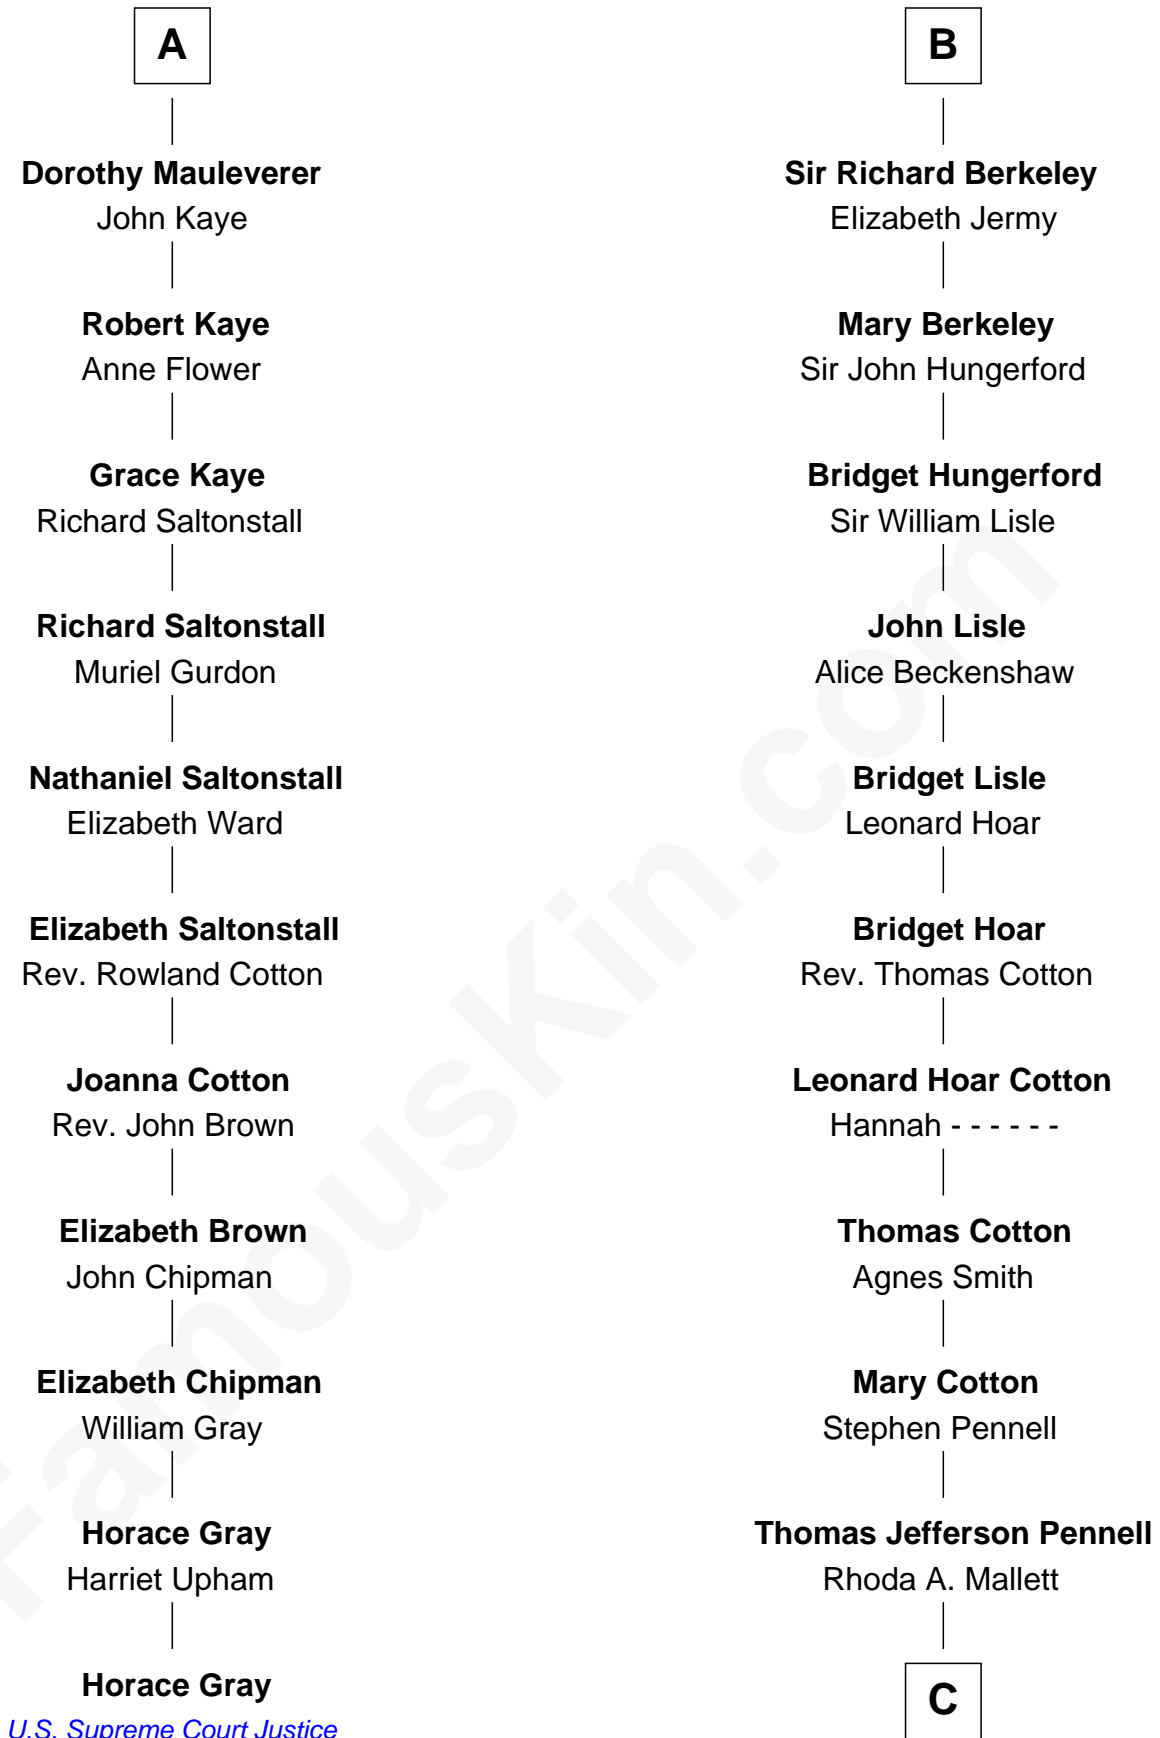 A
Dorothy Mauleverer
John Kaye
Robert Kaye
Anne Flower
Grace Kaye
Richard Saltonstall
Richard Saltonstall
Muriel Gurdon
Nathaniel Saltonstall
Elizabeth Ward
Elizabeth Saltonstall
Rev. Rowland Cotton
Joanna Cotton
Rev. John Brown
Elizabeth Brown
John Chipman
Elizabeth Chipman
William Gray
Horace Gray
Harriet Upham
Horace Gray
U.S. Supreme Court Justice
B
Sir Richard Berkeley
Elizabeth Jermy
Mary Berkeley
Sir John Hungerford
Bridget Hungerford
Sir William Lisle
John Lisle
Alice Beckenshaw
Bridget Lisle
Leonard Hoar
Bridget Hoar
Rev. Thomas Cotton
Leonard Hoar Cotton
Hannah - - - - - -
Thomas Cotton
Agnes Smith
Mary Cotton
Stephen Pennell
Thomas Jefferson Pennell
Rhoda A. Mallett
C
FamousKin.com